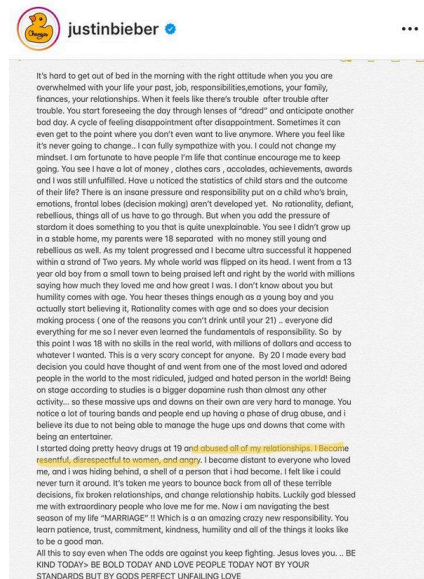 Changes
justinbieber
It's hard to get out of bed in the morning with the right attitude when you you are
overwhelmed with your life your past, job, responsibilities,emotions, your family,
finances, your relationships. When it feels like there's trouble  after trouble after
trouble. You start foreseeing the day through lenses of “dread” and anticipate another
bad day. A cycle of feeling disappointment after disappointment. Sometimes it can
even get to the point where you don't even want to live anymore. Where you feel like
it's never going to change.. I can fully sympathize with you. I could not change my
mindset. I am fortunate to have people I'm life that continue encourage me to keep
going. You see I have a lot of money , clothes cars , accolades, achievements, awards
and I was still unfulfilled. Have u noticed the statistics of child stars and the outcome
of their life? There is an insane pressure and responsibility put on a child who's brain,
emotions, frontal lobes (decision making) aren't developed yet.  No rationality, defiant,
rebellious, things all of us have to go through. But when you add the pressure of
stardom it does something to you that is quite unexplainable. You see I didn't grow up
in a stable home, my parents were 18 separated  with no money still young and
rebellious as well. As my talent progressed and I became ultra successful it happened
within a strand of Two years. My whole world was flipped on its head. I went from a 13
year old boy from a small town to being praised left and right by the world with millions
saying how much they loved me and how great I was. I don't know about you but
humility comes with age. You hear theses things enough as a young boy and you
actually start believing it, Rationality comes with age and so does your decision
making process ( one of the reasons you can't drink until your 21) .. everyone did
everything for me so I never even learned the fundamentals of responsibility. So  by
this point I was 18 with no skills in the real world, with millions of dollars and access to
whatever I wanted. This is a very scary concept for anyone.  By 20 I made every bad
decision you could have thought of and went from one of the most loved and adored
people in the world to the most ridiculed, judged and hated person in the world! Being
on stage according to studies is a bigger dopamine rush than almost any other
activity... so these massive ups and downs on their own are very hard to manage. You
notice a lot of touring bands and people end up having a phase of drug abuse, and i
believe its due to not being able to manage the huge ups and downs that come with
being an entertainer.
I started doing pretty heavy drugs at 19 and abused all of my relationships. I Became
resentful, disrespectful to women, and angry. I became distant to everyone who loved
me, and i was hiding behind, a shell of a person that i had become. I felt like i could
never turn it around. It's taken me years to bounce back from all of these terrible
decisions, fix broken relationships, and change relationship habits. Luckily god blessed
me with extraordinary people who love me for me. Now i am navigating the best
season of my life “MARRIAGE” !! Which is a an amazing crazy new responsibility. You
learn patience, trust, commitment, kindness, humility and all of the things it looks like
to be a good man.
All this to say even when The odds are against you keep fighting. Jesus loves you. .. BE
KIND TODAY> BE BOLD TODAY AND LOVE PEOPLE TODAY NOT BY YOUR
STANDARDS BUT BY GODS PERFECT UNFAILING LOVE